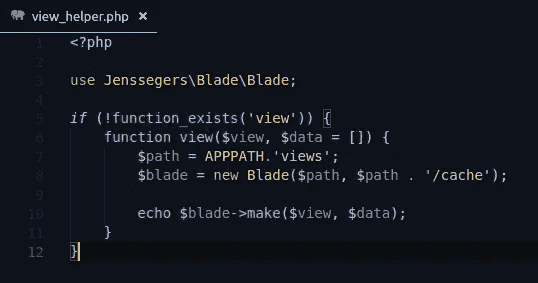 view_helper.php ×
1 <?php
2
3 use Jenssegers\Blade\Blade;
4
5 if (!function_exists('view')) {
6     function view($view, $data = []) {
7         $path = APPPATH.'views';
8         $blade = new Blade($path, $path . '/cache');
9
10         echo $blade->make($view, $data);
11     }
12 }